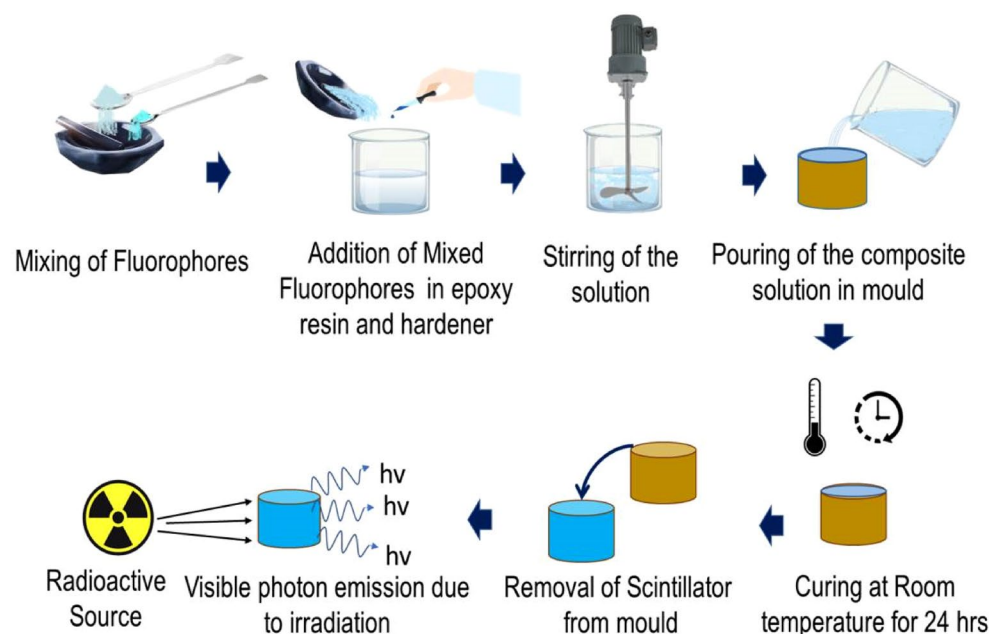 Mixing of Fluorophores
Addition of Mixed
Fluorophores in epoxy
resin and hardener
Stirring of the
solution
Pouring of the composite
solution in mould
Curing at Room
temperature for 24 hrs
Removal of Scintillator
from mould
hv
hv
hv
Visible photon emission due
to irradiation
Radioactive
Source